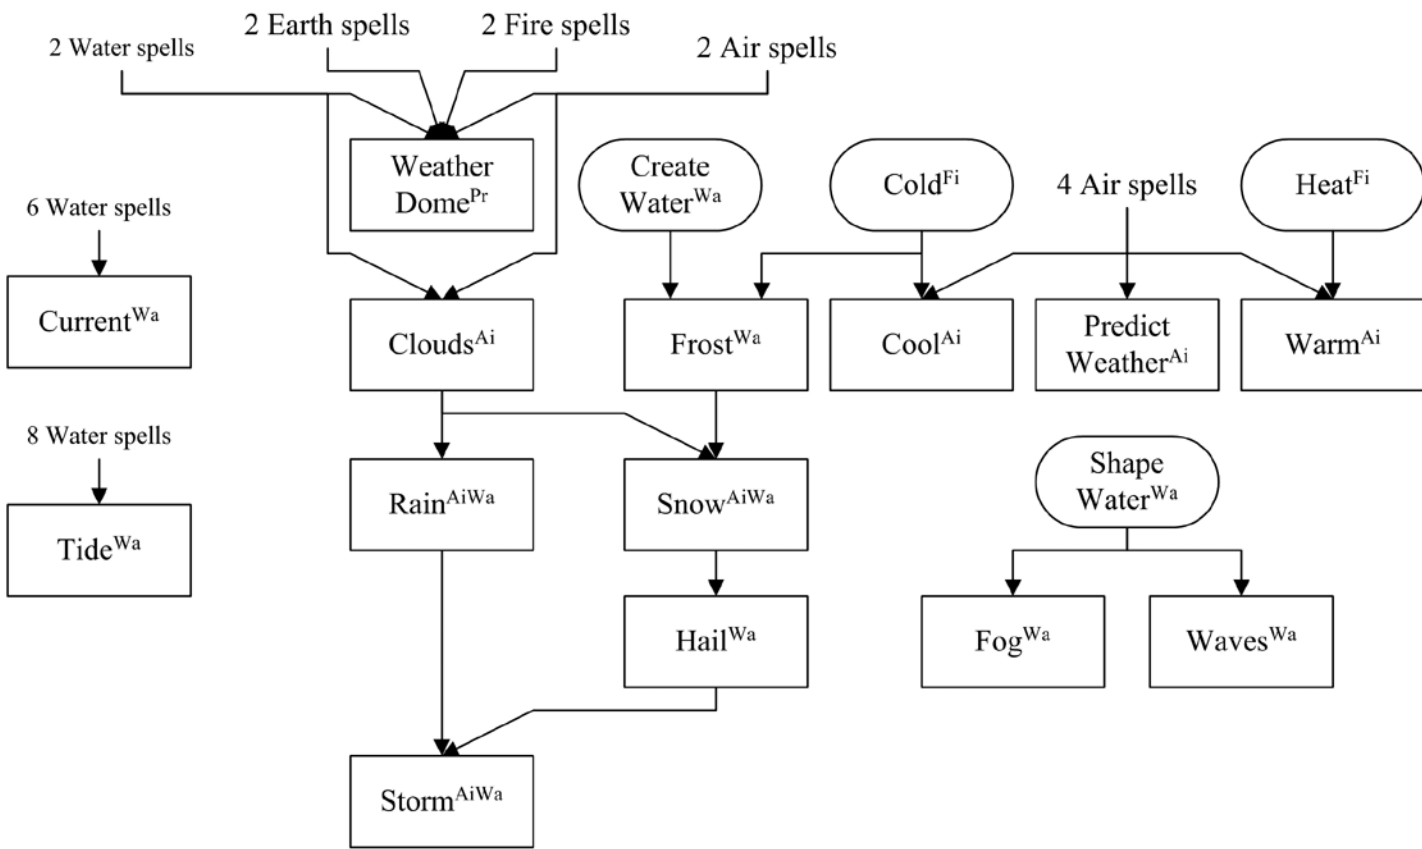 2 Water spells
2 Earth spells
2 Fire spells
2 Air spells
Weather
Dome^Pr
Create
Water^Wa
Cold^Fi
4 Air spells
Heat^Fi
6 Water spells
Current^Wa
Clouds^Ai
Frost^Wa
Cool^Ai
Predict
Weather^Ai
Warm^Ai
8 Water spells
Tide^Wa
Rain^AiWa
Snow^AiWa
Shape
Water^Wa
Hail^Wa
Fog^Wa
Waves^Wa
Storm^AiWa